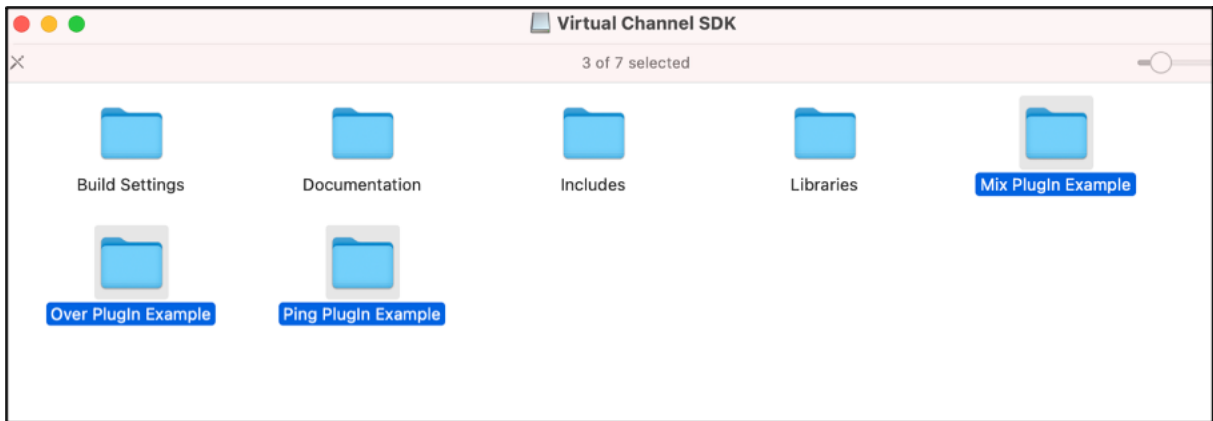 Virtual Channel SDK
3 of 7 selected
Build Settings
Documentation
Includes
Libraries
Mix PlugIn Example
Over PlugIn Example
Ping PlugIn Example